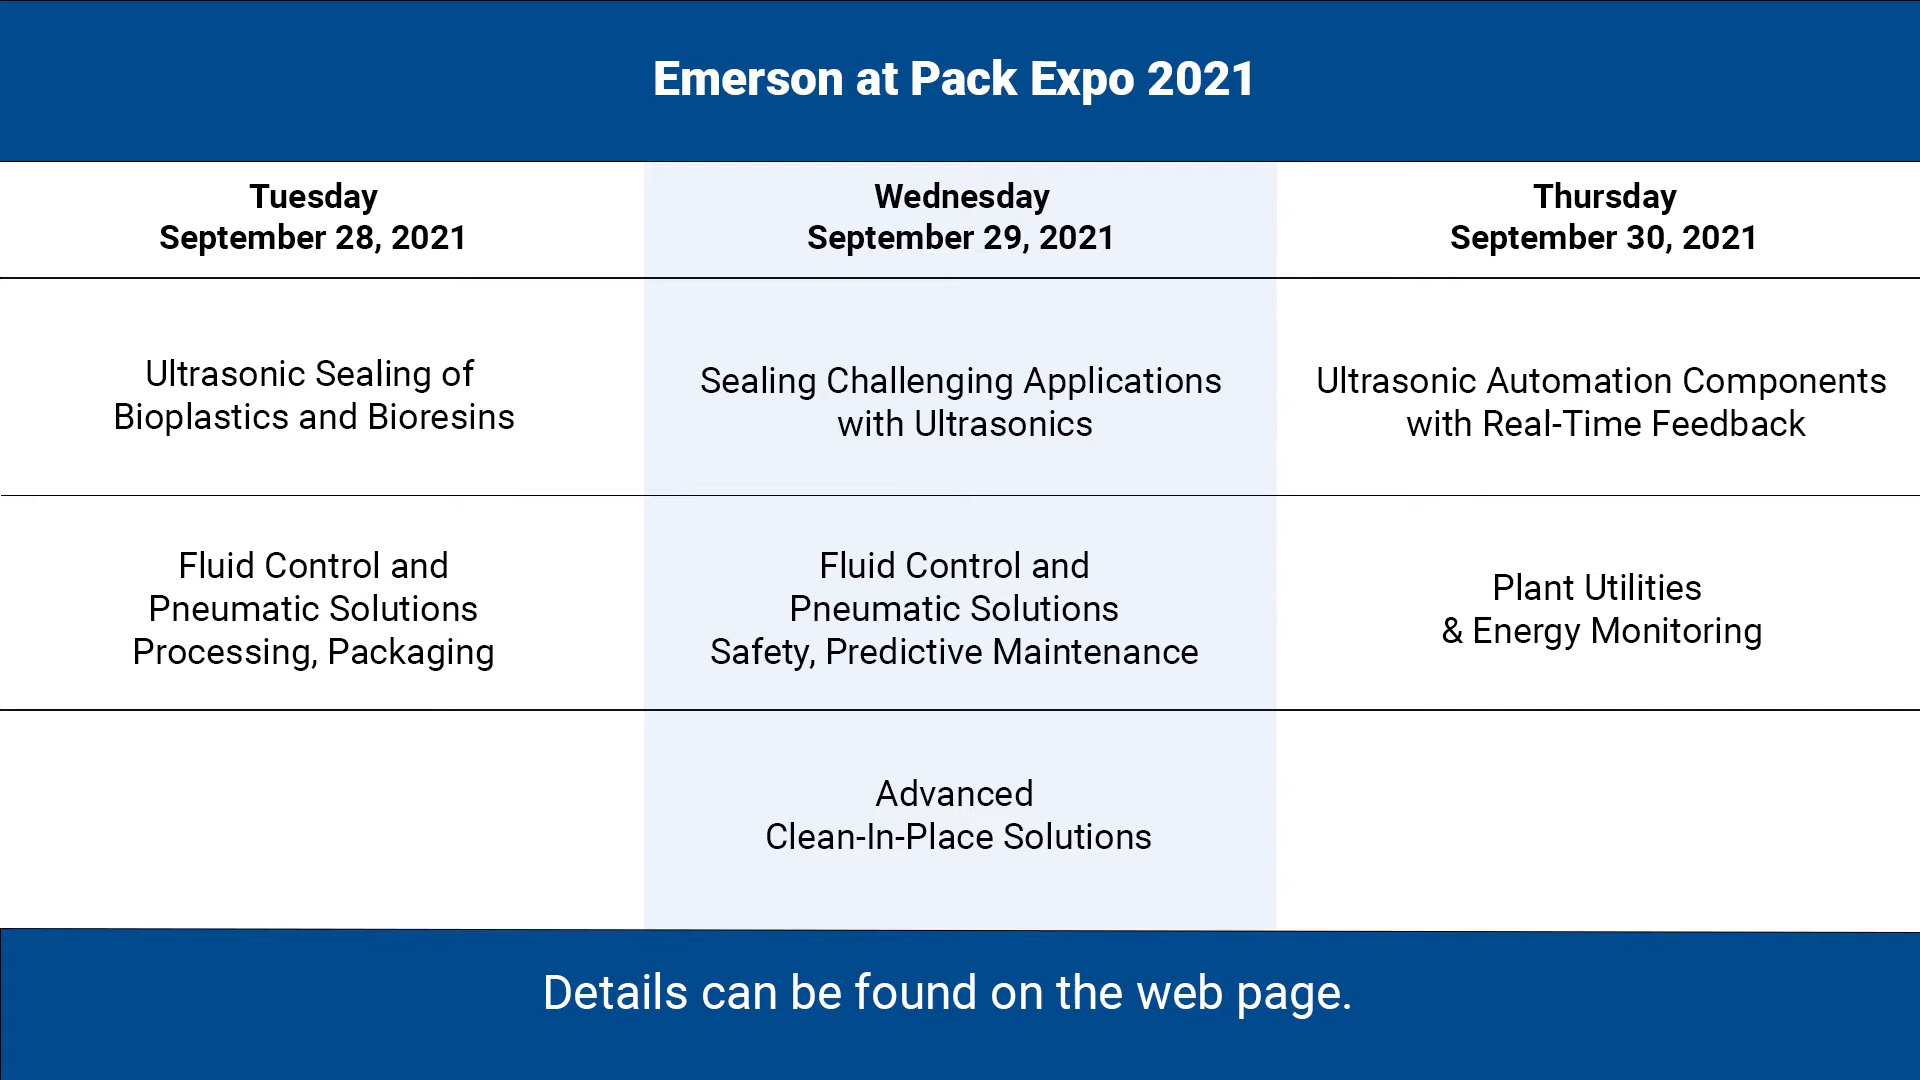 Emerson at Pack Expo 2021
Tuesday
September 28, 2021
Wednesday
September 29, 2021
Thursday
September 30, 2021
Ultrasonic Sealing of
Bioplastics and Bioresins
Sealing Challenging Applications
with Ultrasonics
Ultrasonic Automation Components
with Real-Time Feedback
Fluid Control and
Pneumatic Solutions
Processing, Packaging
Fluid Control and
Pneumatic Solutions
Safety, Predictive Maintenance
Plant Utilities
& Energy Monitoring
Advanced
Clean-In-Place Solutions
Details can be found on the web page.